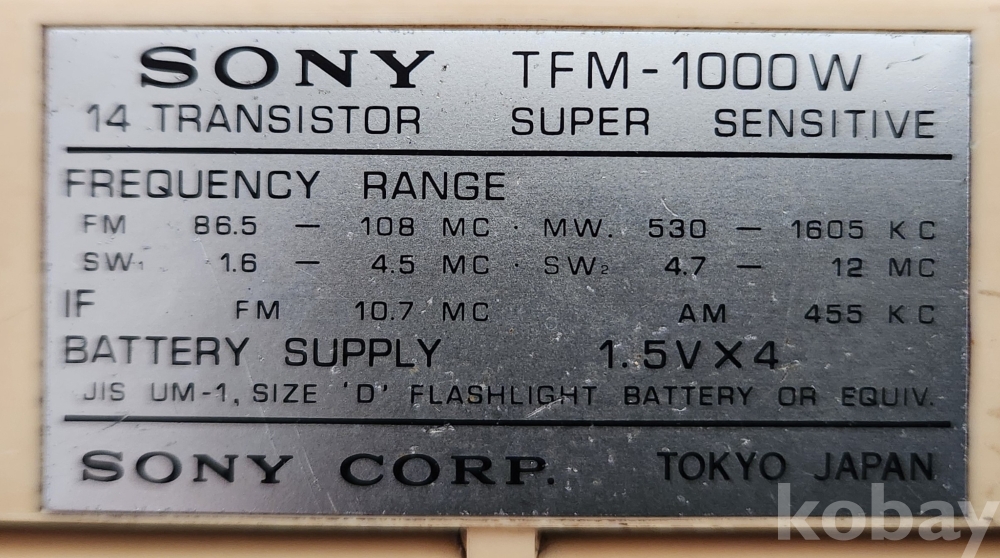 SONY TFM-1000W
14 TRANSISTOR SUPER SENSITIVE
FREQUENCY RANGE
FM 86.5 — 108 MC · MW. 530 — 1605 KC
SW₁ 1.6 — 4.5 MC · SW₂ 4.7 — 12 MC
IF FM 10.7 MC AM 455 KC
BATTERY SUPPLY 1.5V X 4
JIS UM-1, SIZE 'D' FLASHLIGHT BATTERY OR EQUIV.
SONY CORP. TOKYO JAPAN
kobay